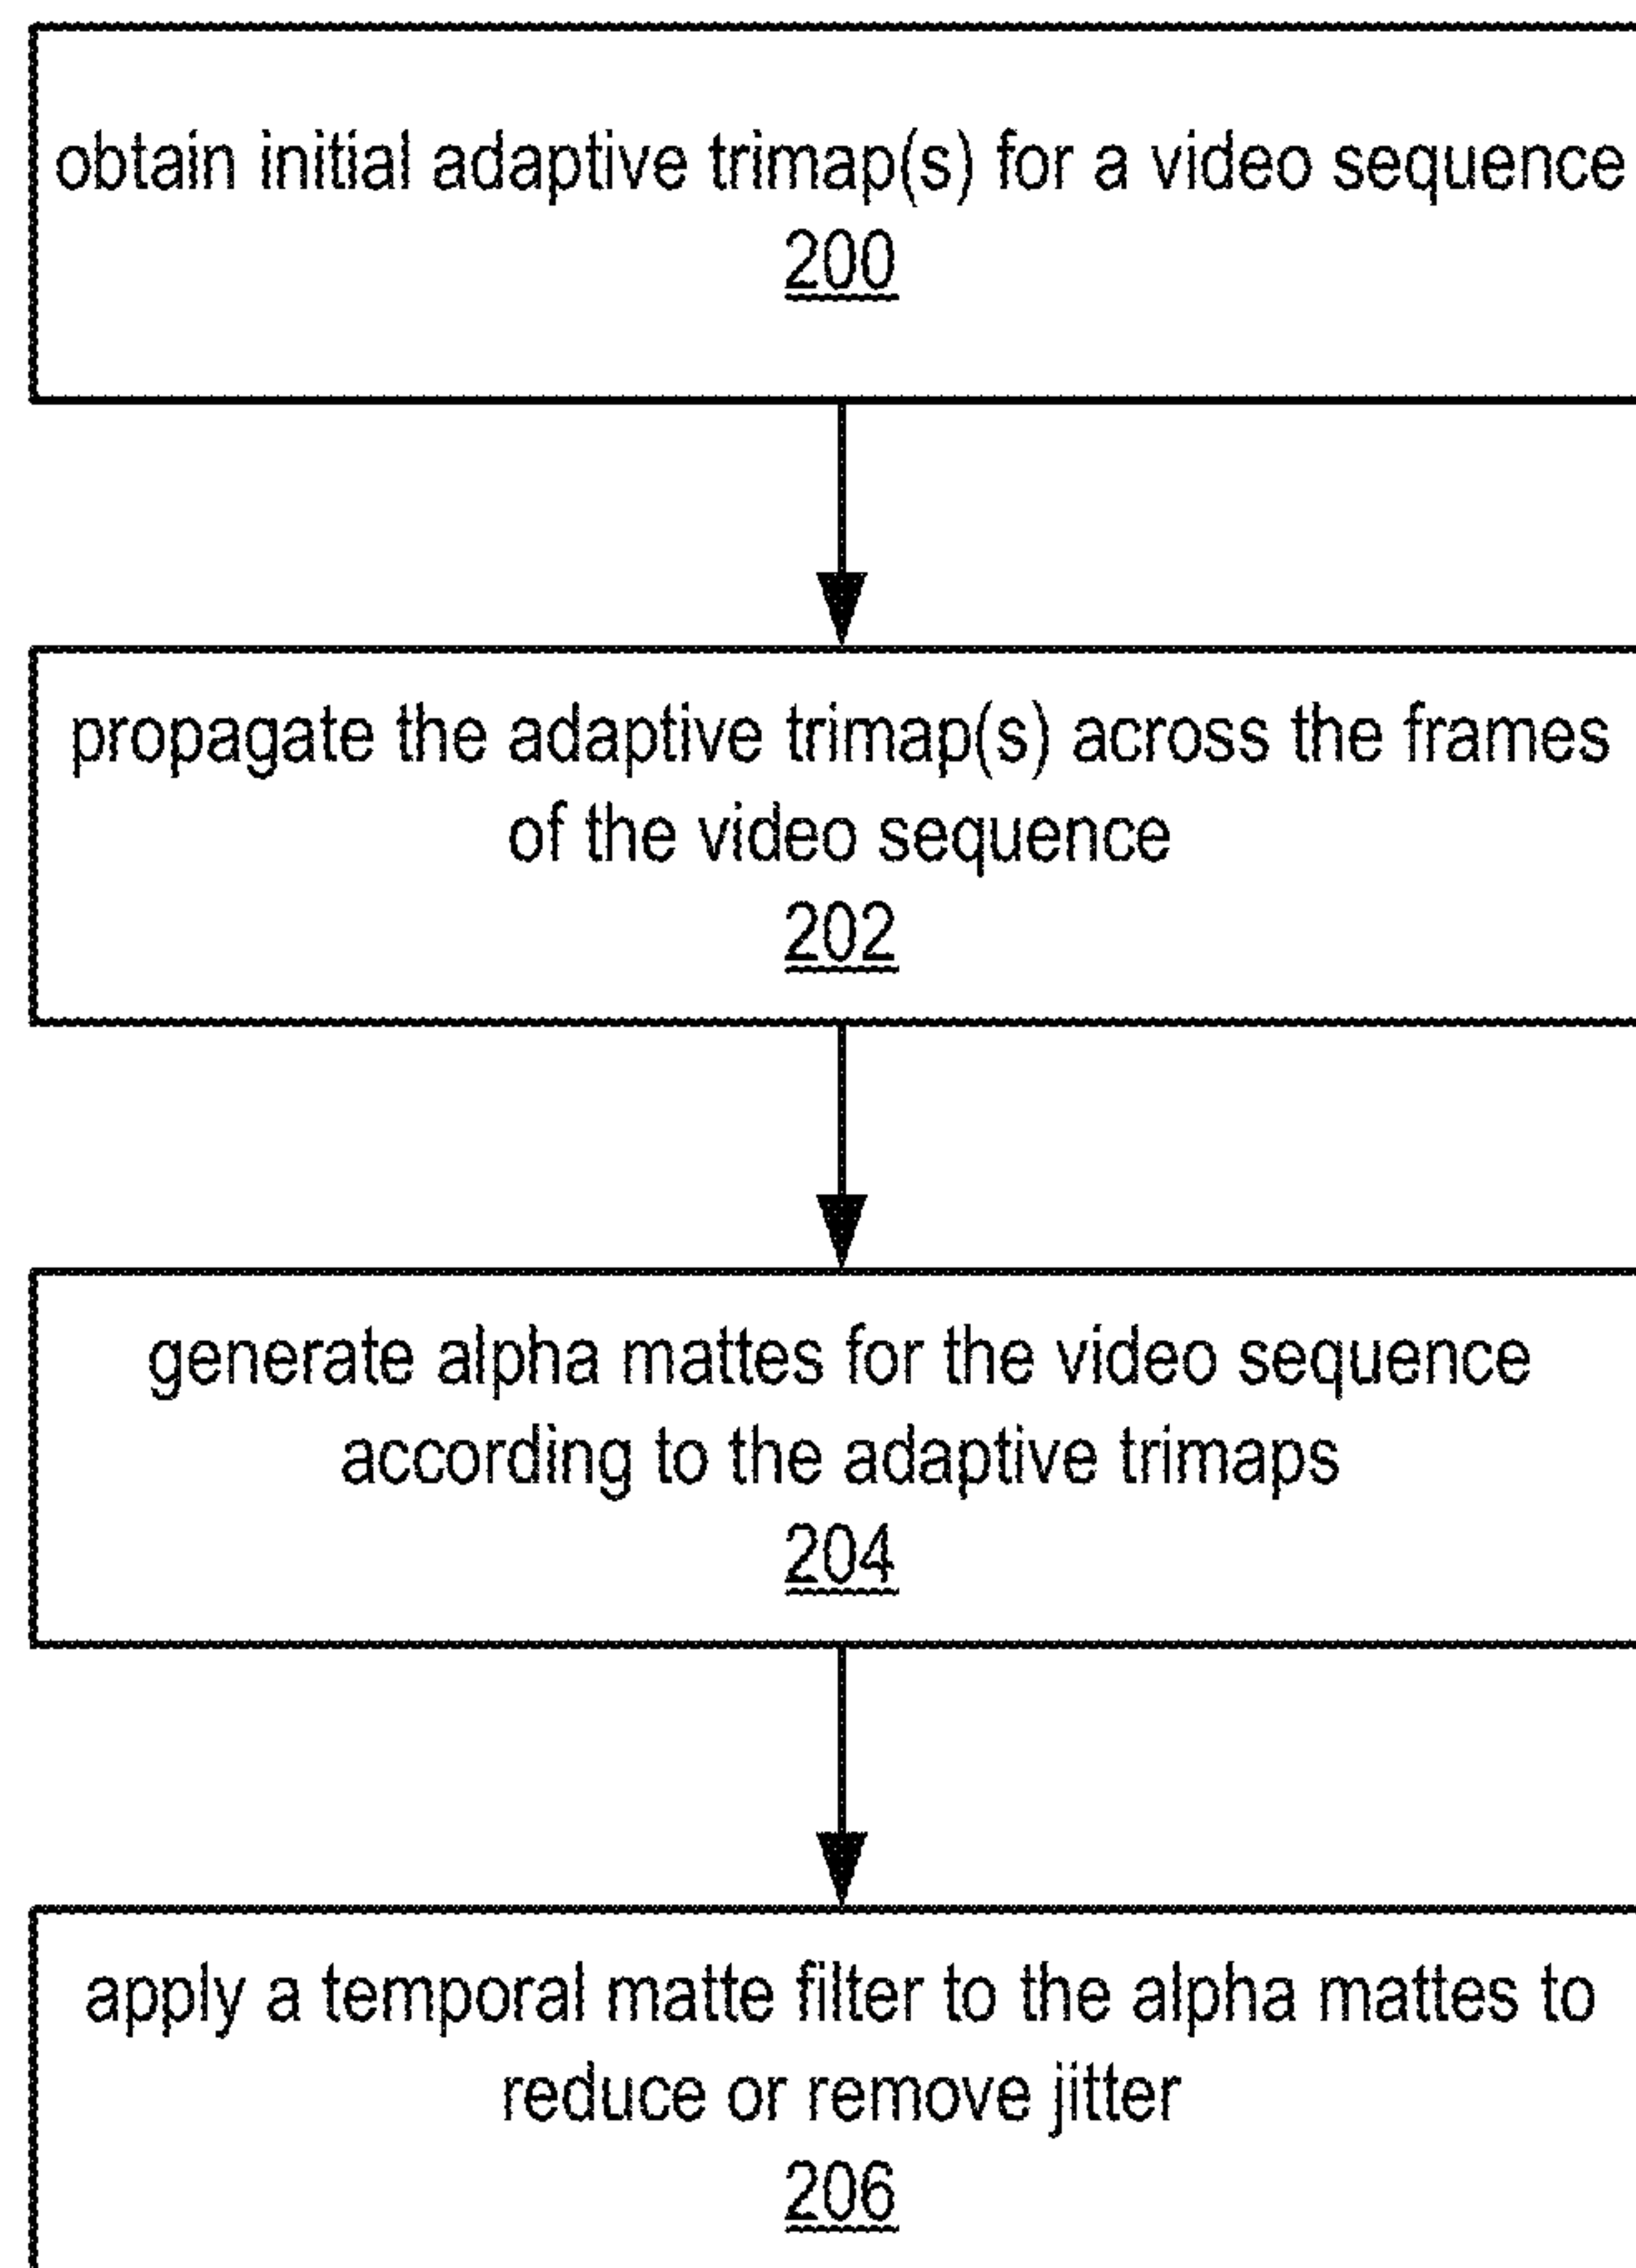 obtain initial adaptive trimap(s) for a video sequence
200
propagate the adaptive trimap(s) across the frames
of the video sequence
202
generate alpha mattes for the video sequence
according to the adaptive trimaps
204
apply a temporal matte filter to the alpha mattes to
reduce or remove jitter
206